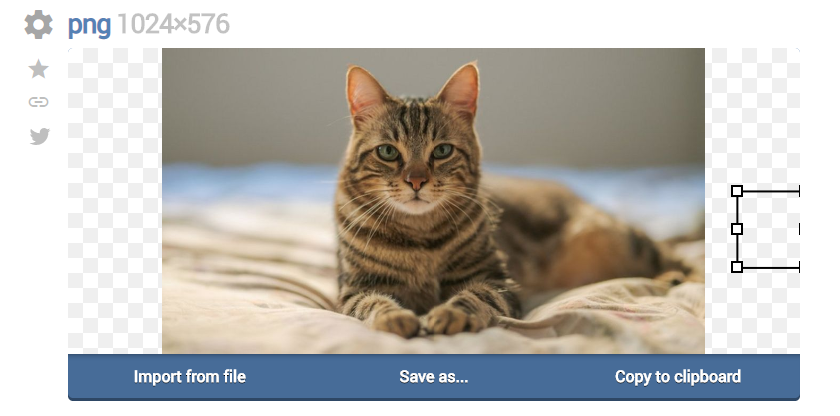 png 1024×576
Import from file
Save as...
Copy to clipboard